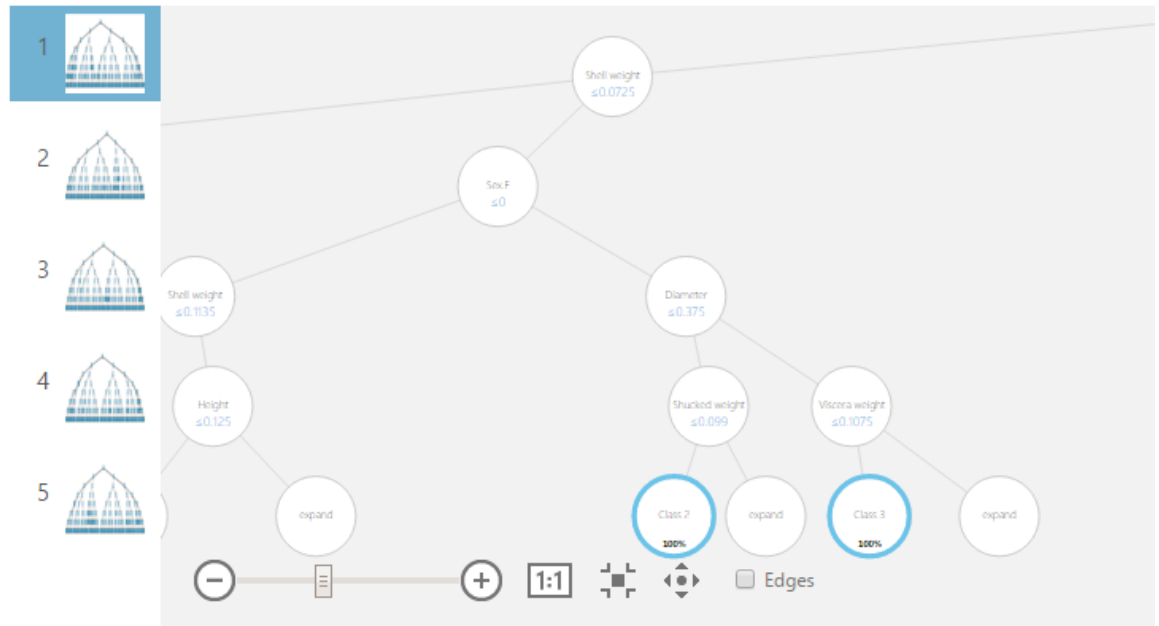 1
2
3
4
5
Shell weight
≤0.0725
Sex.F
≤0
Shell weight
≤0.1135
Diameter
≤0.375
Height
≤0.125
Shucked weight
≤0.099
Viscera weight
≤0.1075
expand
Class 2
100%
expand
Class 3
100%
expand
1:1
Edges